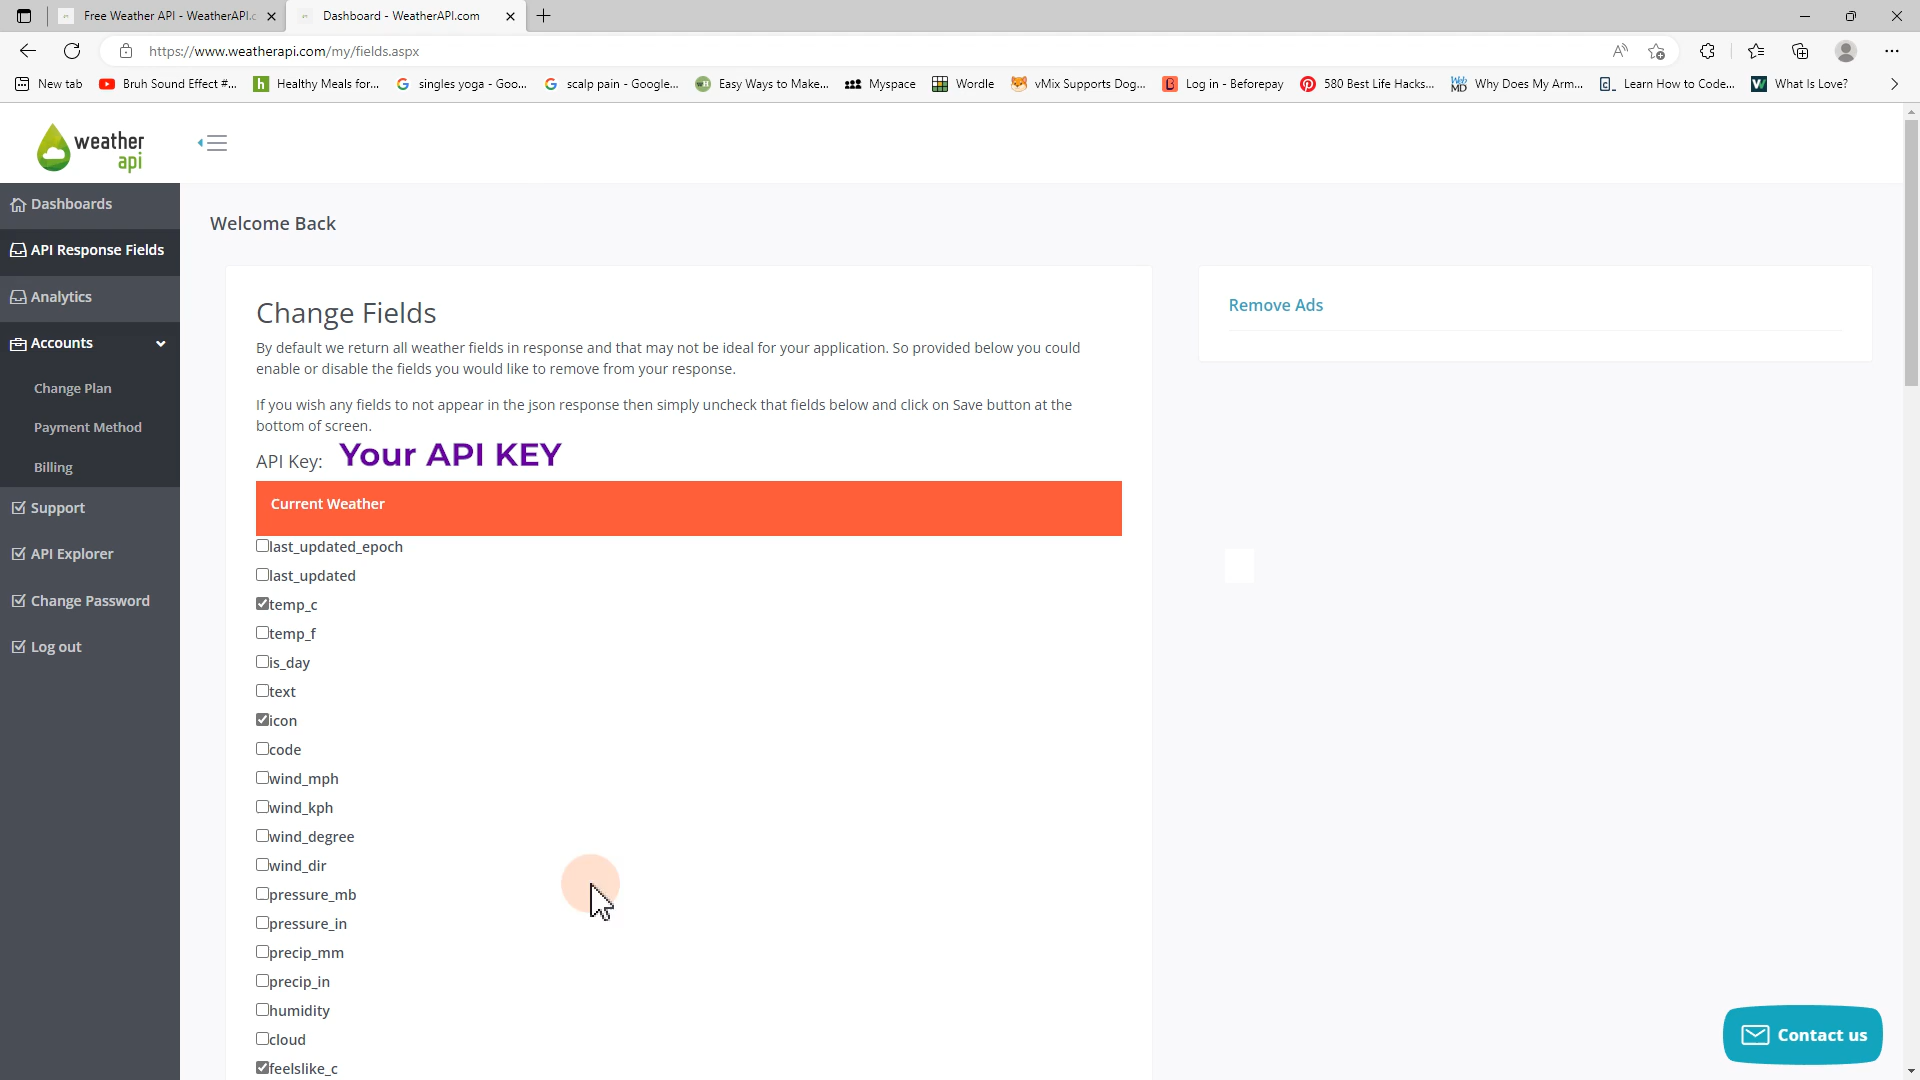 Free Weather API - WeatherAPI.c
Dashboard - WeatherAPI.com
https://www.weatherapi.com/my/fields.aspx
New tab
Bruh Sound Effect #...
Healthy Meals for...
singles yoga - Goo...
scalp pain - Google...
Easy Ways to Make...
Myspace
Wordle
vMix Supports Dog...
Log in - Beforepay
580 Best Life Hacks...
Why Does My Arm...
Learn How to Code...
What Is Love?
weather
api
Dashboards
API Response Fields
Analytics
Accounts
Change Plan
Payment Method
Billing
Support
API Explorer
Change Password
Log out
Welcome Back
Change Fields
By default we return all weather fields in response and that may not be ideal for your application. So provided below you could
enable or disable the fields you would like to remove from your response.
If you wish any fields to not appear in the json response then simply uncheck that fields below and click on Save button at the
bottom of screen.
API Key: Your API KEY
Current Weather
last_updated_epoch
last_updated
temp_c
temp_f
is_day
text
icon
code
wind_mph
wind_kph
wind_degree
wind_dir
pressure_mb
pressure_in
precip_mm
precip_in
humidity
cloud
feelslike_c
Remove Ads
Contact us